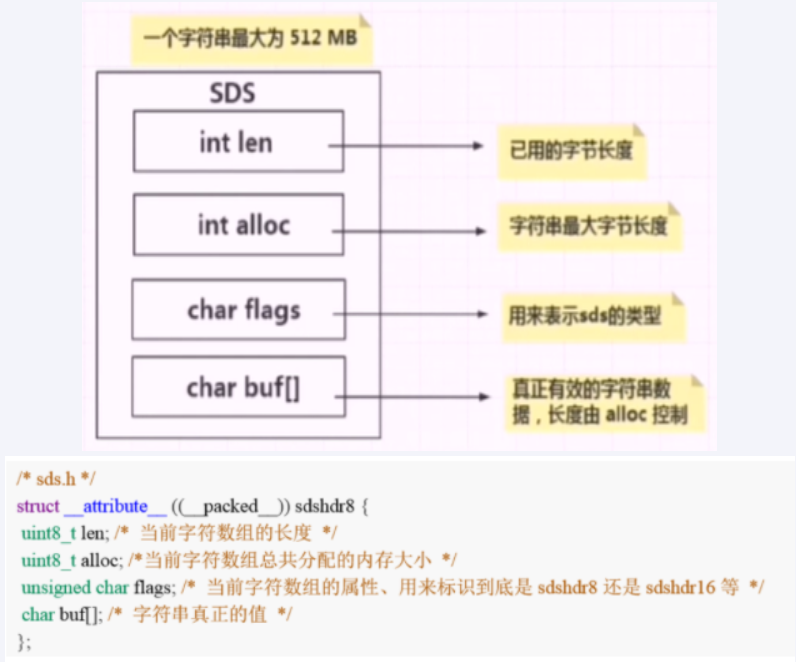 一个字符串最大为 512 MB
SDS
int len
已用的字节长度
int alloc
字符串最大字节长度
char flags
用来表示sds的类型
char buf[]
真正有效的字符串数
据，长度由 alloc 控制
/* sds.h */
struct __attribute__ ((__packed__)) sdshdr8 {
uint8_t len; /* 当前字符数组的长度 */
uint8_t alloc; /*当前字符数组总共分配的内存大小 */
unsigned char flags; /* 当前字符数组的属性、用来标识到底是 sdshdr8 还是 sdshdr16 等 */
char buf[]; /* 字符串真正的值 */
};